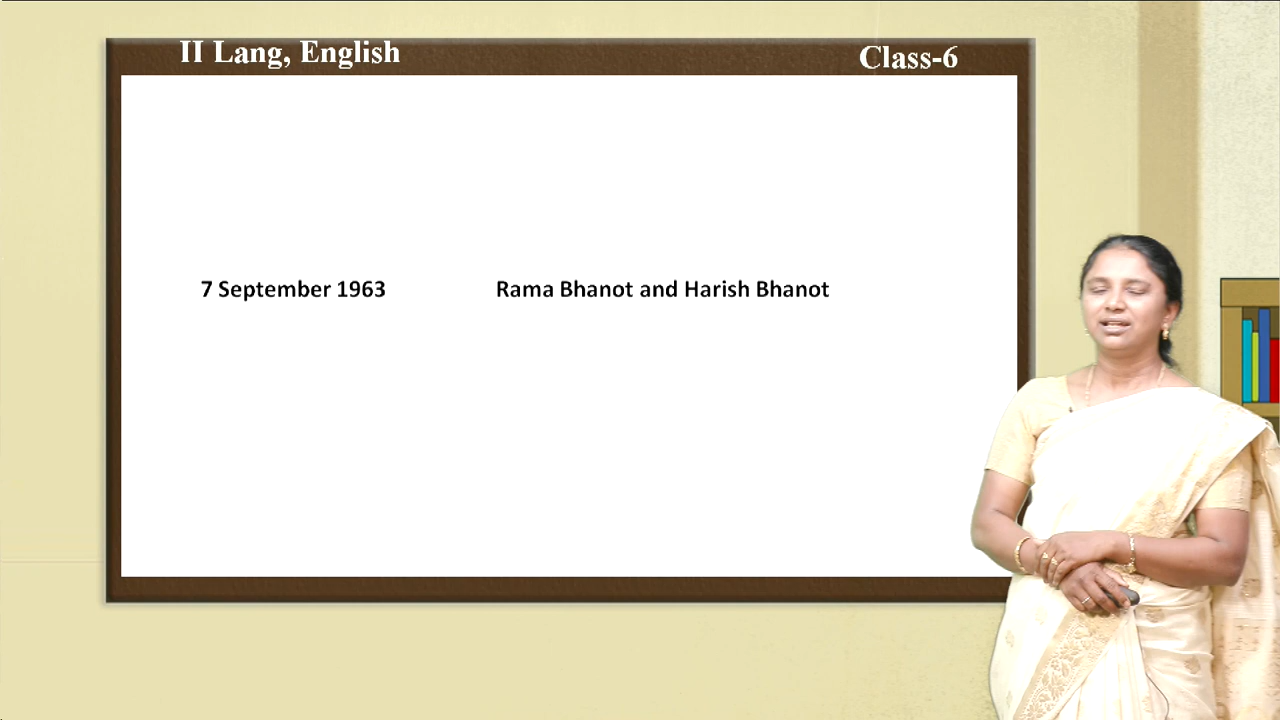 II Lang, English
Class-6
7 September 1963
Rama Bhanot and Harish Bhanot